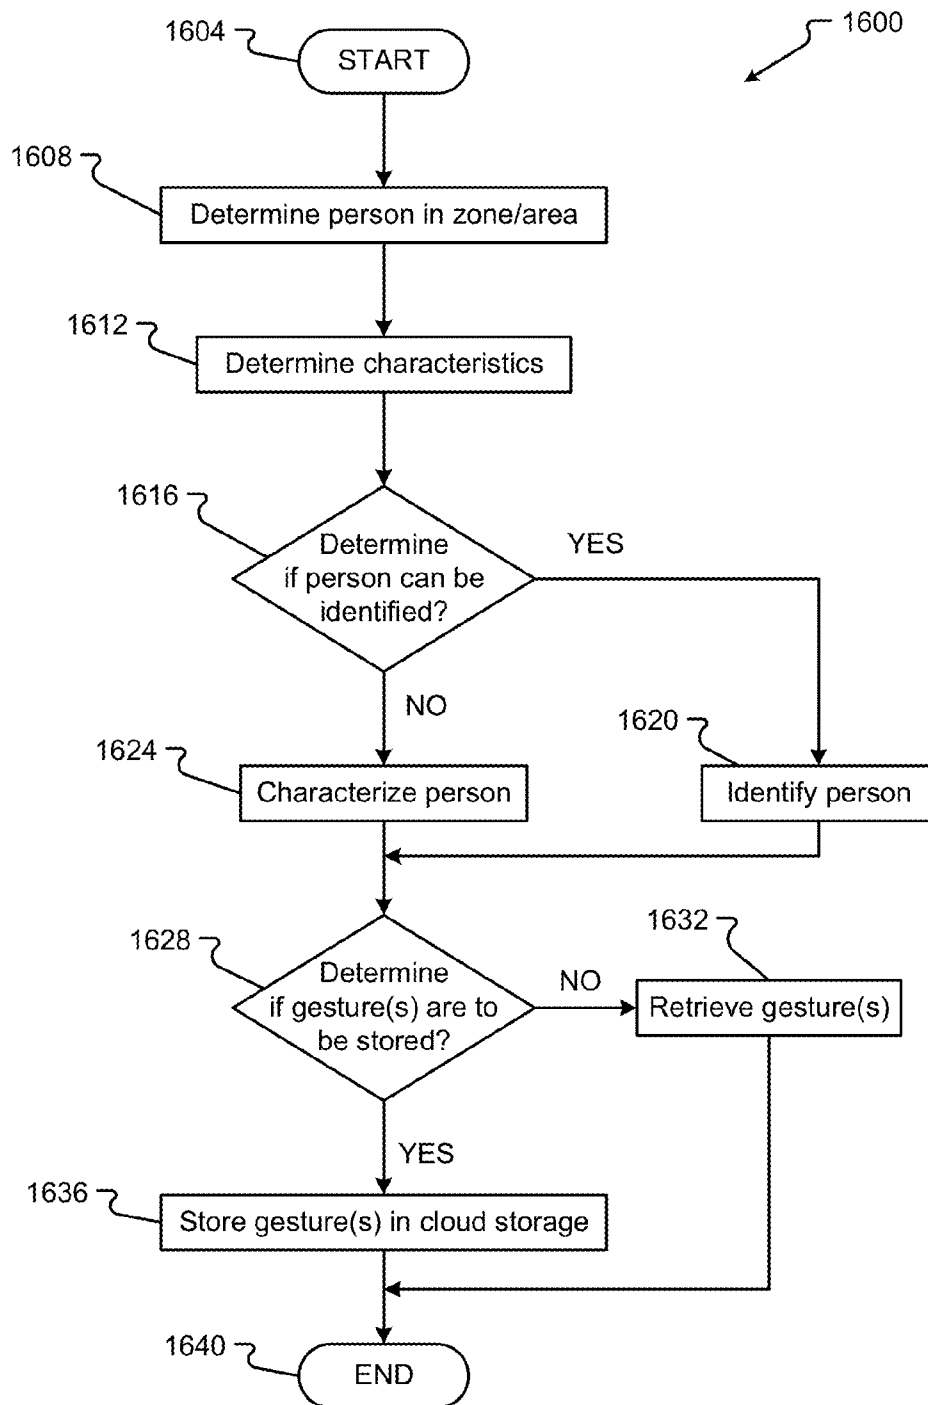 1604
START
1600
1608
Determine person in zone/area
1612
Determine characteristics
1616
Determine
if person can be
identified?
YES
NO
1624
Characterize person
1620
Identify person
1628
Determine
if gesture(s) are to
be stored?
NO
1632
Retrieve gesture(s)
YES
1636
Store gesture(s) in cloud storage
1640
END